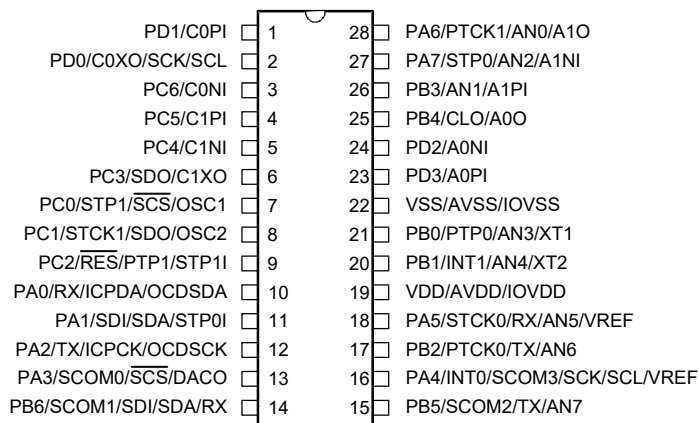 PD1/C0PI 1 28 PA6/PTCK1/AN0/A1O
PD0/C0XO/SCK/SCL 2 27 PA7/STP0/AN2/A1NI
PC6/C0NI 3 26 PB3/AN1/A1PI
PC5/C1PI 4 25 PB4/CLO/A0O
PC4/C1NI 5 24 PD2/A0NI
PC3/SDO/C1XO 6 23 PD3/A0PI
PC0/STP1/SCS/OSC1 7 22 VSS/AVSS/IOVSS
PC1/STCK1/SDO/OSC2 8 21 PB0/PTP0/AN3/XT1
PC2/RES/PTP1/STP1I 9 20 PB1/INT1/AN4/XT2
PA0/RX/ICPDA/OCDSDA 10 19 VDD/AVDD/IOVDD
PA1/SDI/SDA/STP0I 11 18 PA5/STCK0/RX/AN5/VREF
PA2/TX/ICPCK/OCDSCK 12 17 PB2/PTCK0/TX/AN6
PA3/SCOM0/SCS/DACO 13 16 PA4/INT0/SCOM3/SCK/SCL/VREF
PB6/SCOM1/SDI/SDA/RX 14 15 PB5/SCOM2/TX/AN7